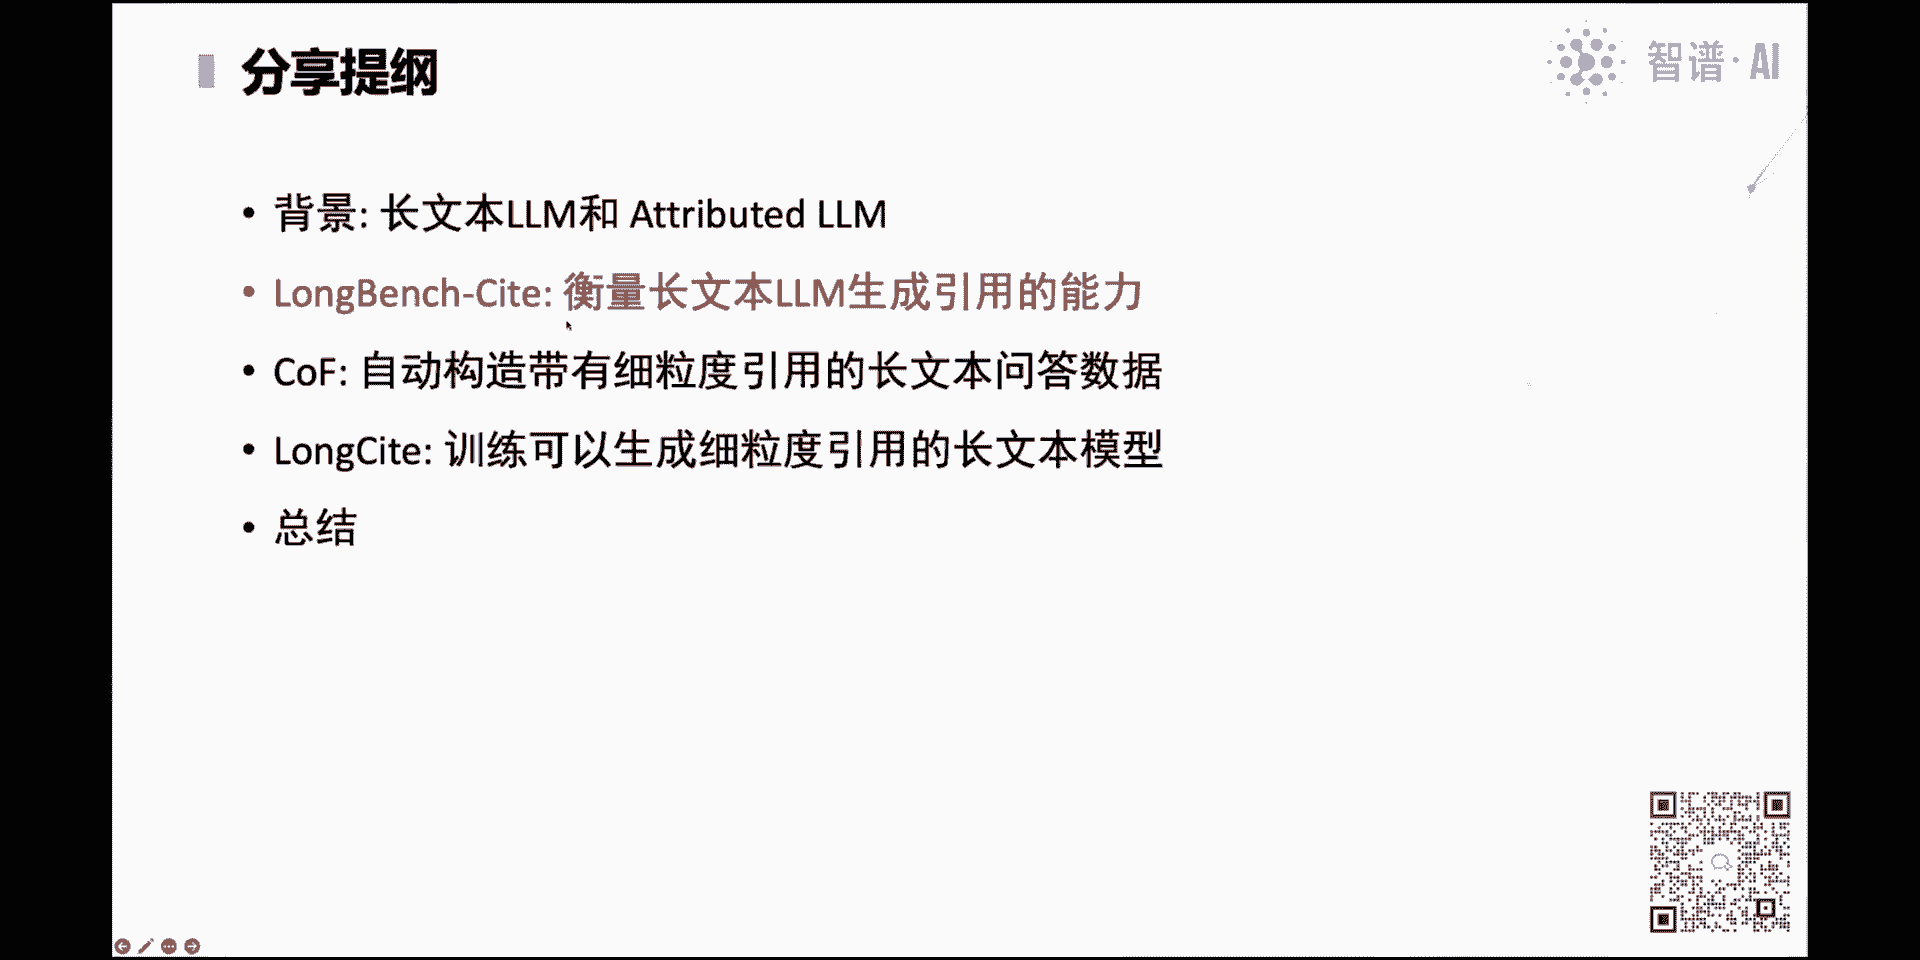 分享提纲
智谱·AI
• 背景: 长文本LLM和 Attributed LLM
• LongBench-Cite: 衡量长文本LLM生成引用的能力
• CoF: 自动构造带有细粒度引用的长文本问答数据
• LongCite: 训练可以生成细粒度引用的长文本模型
• 总结